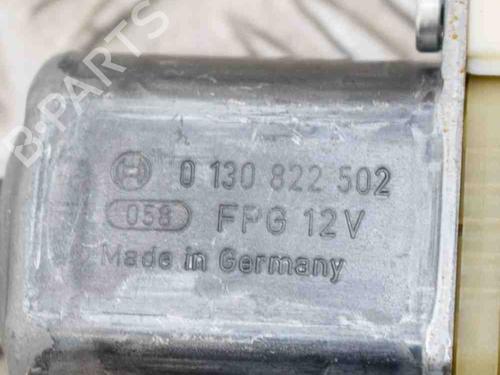 B-PARTS
0 130 822 502
058 FPG 12V
Made in Germany